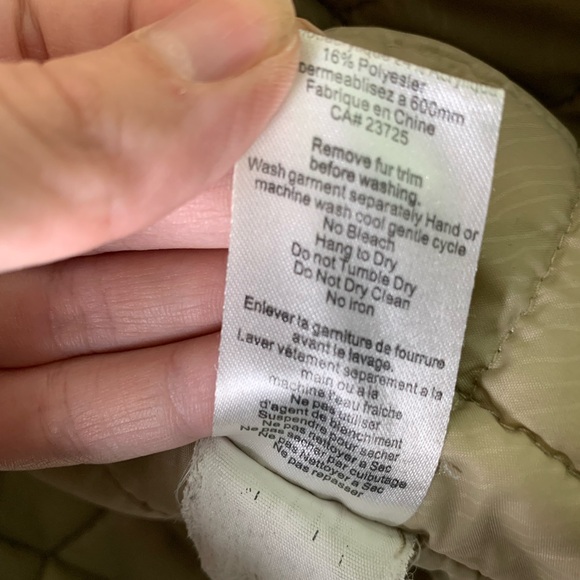 16% Polyester
permeablisez a 600mm
Fabrique en Chine
CA# 23725
Remove fur trim
before washing.
Wash garment separately Hand or
machine wash cool gentle cycle
No Bleach
Hang to Dry
Do not Tumble Dry
Do Not Dry Clean
No iron
Enlever la garniture de fourrure
avant le lavage.
Laver vêtement separement a la
main ou a la
machine l'eau fraiche
Ne pas utiliser
d'agent de blanchiment
Suspendre pour secher
Ne pas nettoyer a Sec
Ne pas secher par culbutage
Ne pas Nettoyer a Sec
Ne pas repasser